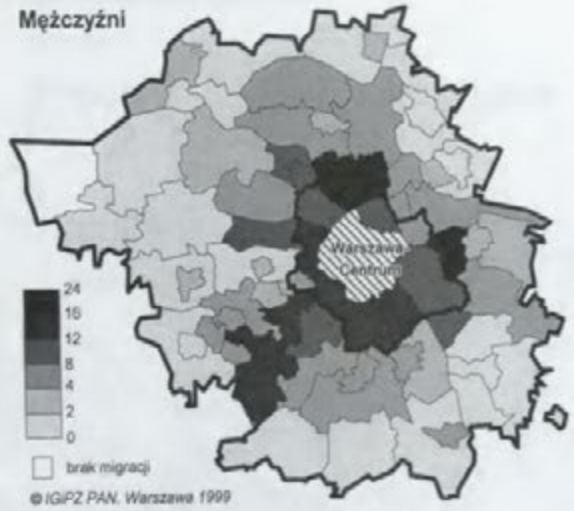 Mężczyźni
Warszawa
Centrum
24
16
12
8
4
2
0
brak migracji
© IGiPZ PAN. Warszawa 1999